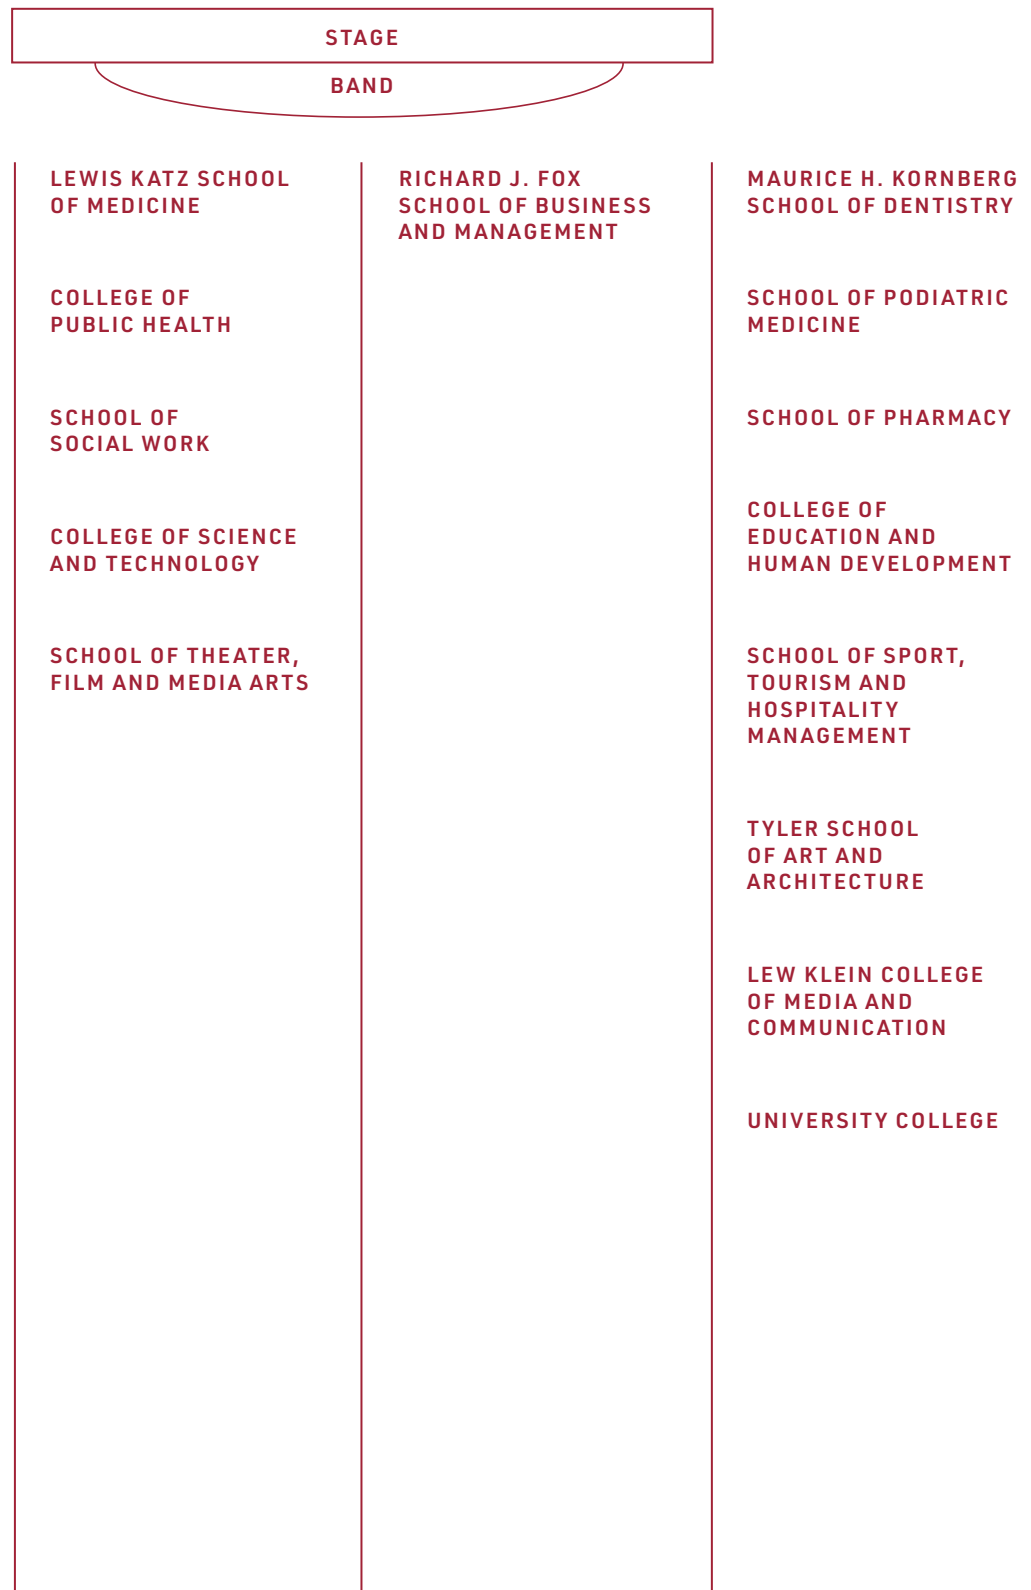 STAGE
BAND
LEWIS KATZ SCHOOL
OF MEDICINE
COLLEGE OF
PUBLIC HEALTH
SCHOOL OF
SOCIAL WORK
COLLEGE OF SCIENCE
AND TECHNOLOGY
SCHOOL OF THEATER,
FILM AND MEDIA ARTS
RICHARD J. FOX
SCHOOL OF BUSINESS
AND MANAGEMENT
MAURICE H. KORNBERG
SCHOOL OF DENTISTRY
SCHOOL OF PODIATRIC
MEDICINE
SCHOOL OF PHARMACY
COLLEGE OF
EDUCATION AND
HUMAN DEVELOPMENT
SCHOOL OF SPORT,
TOURISM AND
HOSPITALITY
MANAGEMENT
TYLER SCHOOL
OF ART AND
ARCHITECTURE
LEW KLEIN COLLEGE
OF MEDIA AND
COMMUNICATION
UNIVERSITY COLLEGE